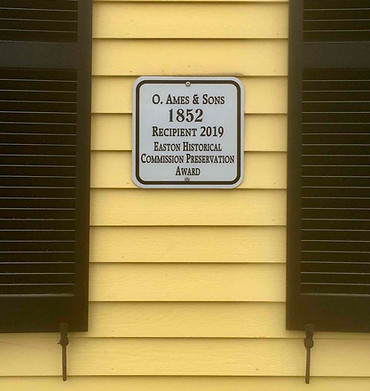 O. Ames & Sons
1852
Recipient 2019
Easton Historical
Commission Preservation
Award